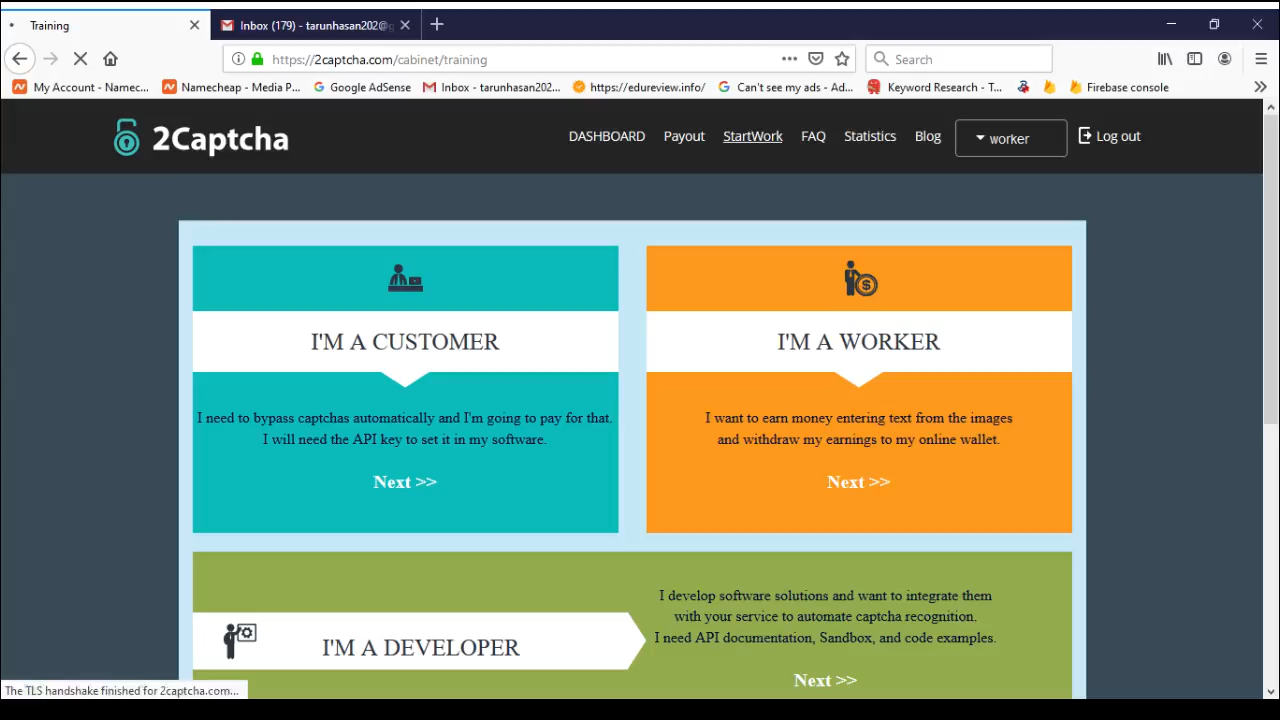 Training
Inbox (179) - tarunhasan202@g
https://2captcha.com/cabinet/training
Search
My Account - Namec...
Namecheap - Media P...
Google AdSense
Inbox - tarunhasan202...
https://edureview.info/
Can't see my ads - Ad...
Keyword Research - T...
Firebase console
2Captcha
DASHBOARD
Payout
StartWork
FAQ
Statistics
Blog
worker
Log out
I'M A CUSTOMER
I need to bypass captchas automatically and I'm going to pay for that.
I will need the API key to set it in my software.
Next >>
I'M A WORKER
I want to earn money entering text from the images
and withdraw my earnings to my online wallet.
Next >>
I'M A DEVELOPER
I develop software solutions and want to integrate them
with your service to automate captcha recognition.
I need API documentation, Sandbox, and code examples.
Next >>
The TLS handshake finished for 2captcha.com...